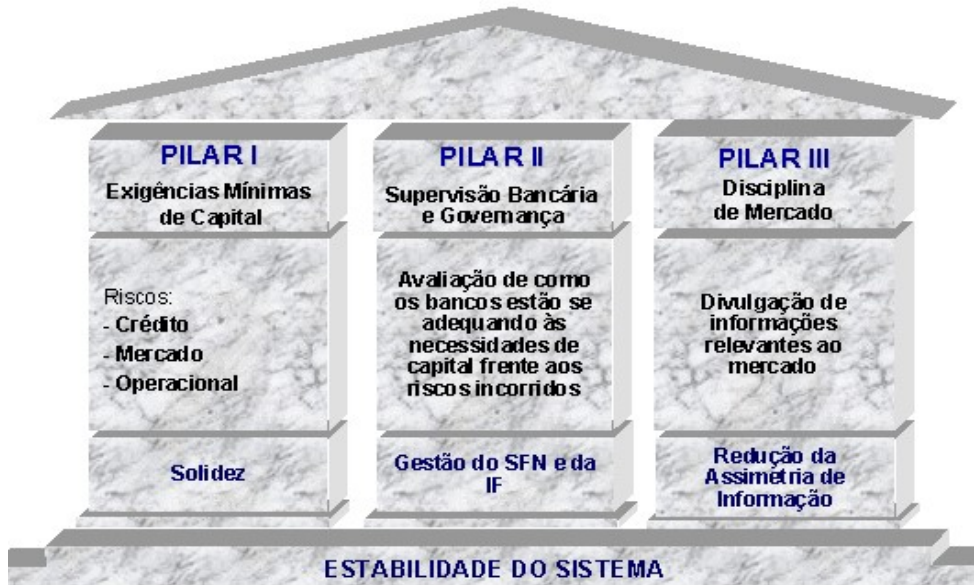 PILAR I
Exigências Mínimas
de Capital
Riscos:
- Crédito
- Mercado
- Operacional
Solidez
PILAR II
Supervisão Bancária
e Governança
Avaliação de como
os bancos estão se
adequando às
necessidades de
capital frente aos
riscos incorridos
Gestão do SFN e da
IF
PILAR III
Disciplina
de Mercado
Divulgação de
informações
relevantes ao
mercado
Redução da
Assimetria de
Informação
ESTABILIDADE DO SISTEMA